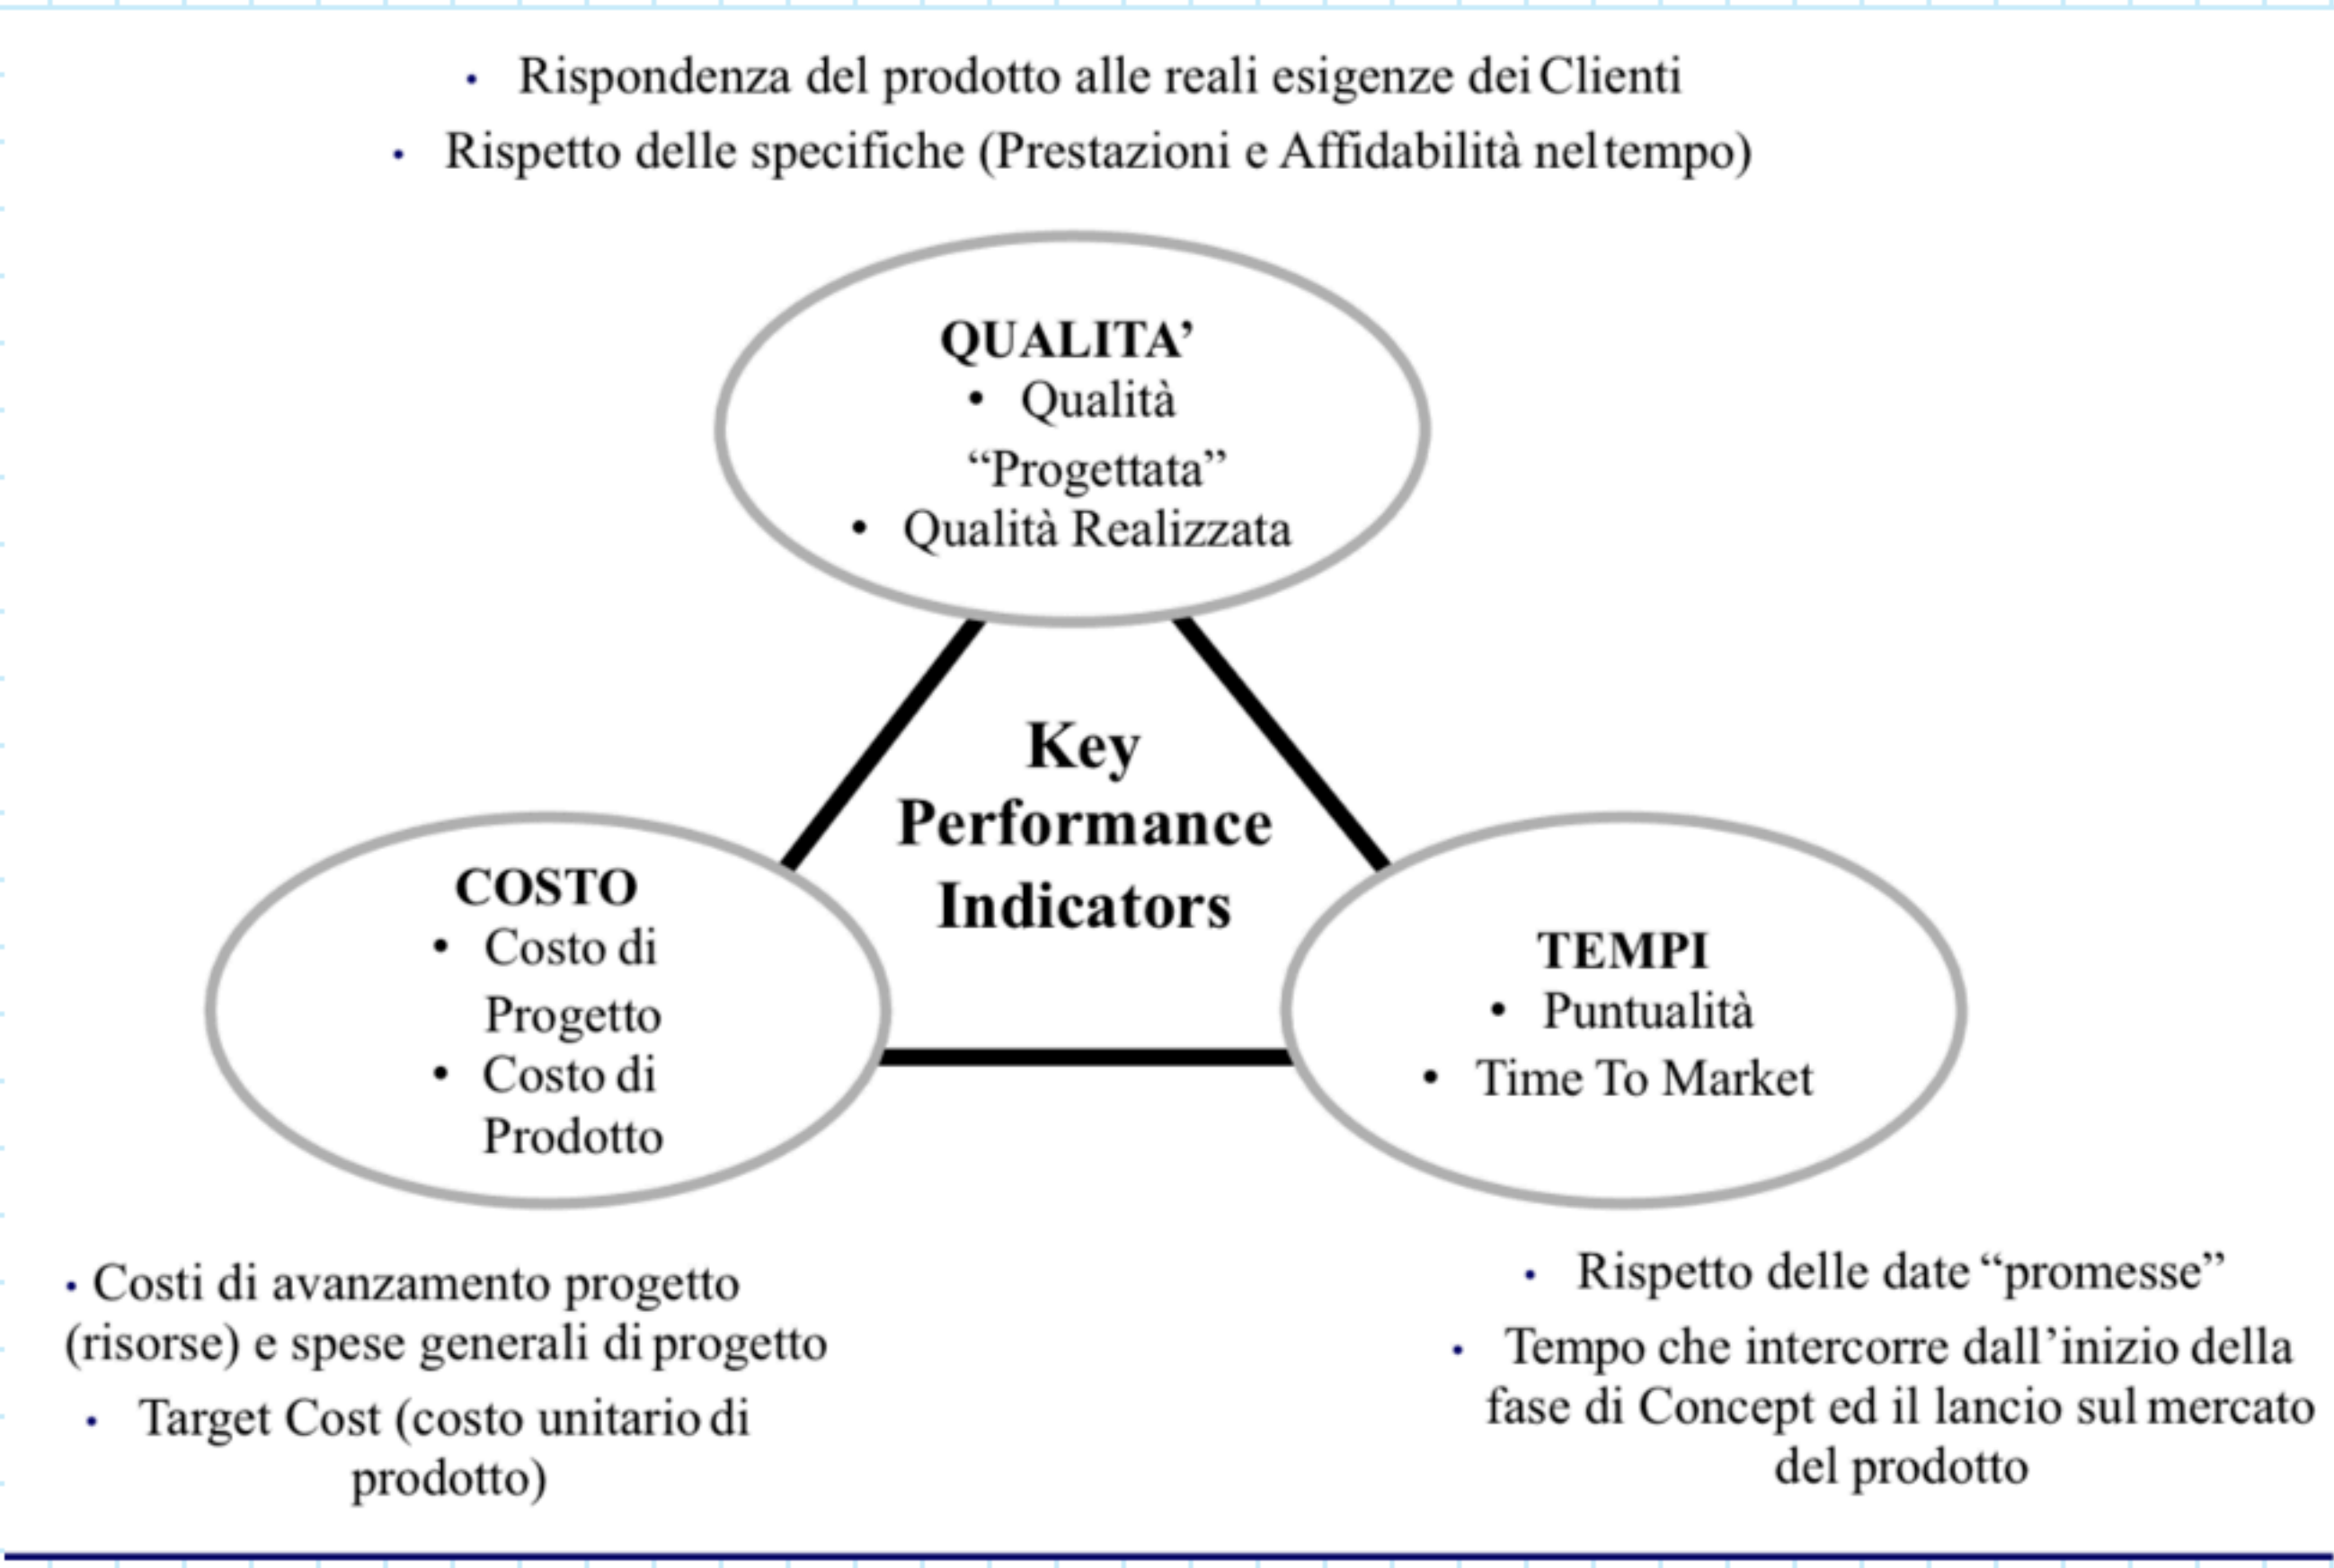 • Rispondenza del prodotto alle reali esigenze dei Clienti
• Rispetto delle specifiche (Prestazioni e Affidabilità nel tempo)
QUALITA’
• Qualità
“Progettata”
• Qualità Realizzata
Key
Performance
Indicators
COSTO
• Costo di
Progetto
• Costo di
Prodotto
TEMPI
• Puntualità
• Time To Market
• Costi di avanzamento progetto
(risorse) e spese generali di progetto
• Target Cost (costo unitario di
prodotto)
• Rispetto delle date “promesse”
• Tempo che intercorre dall’inizio della
fase di Concept ed il lancio sul mercato
del prodotto